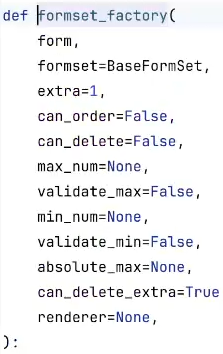 def formset_factory(
    form,
    formset=BaseFormSet,
    extra=1,
    can_order=False,
    can_delete=False,
    max_num=None,
    validate_max=False,
    min_num=None,
    validate_min=False,
    absolute_max=None,
    can_delete_extra=True
    renderer=None,
):